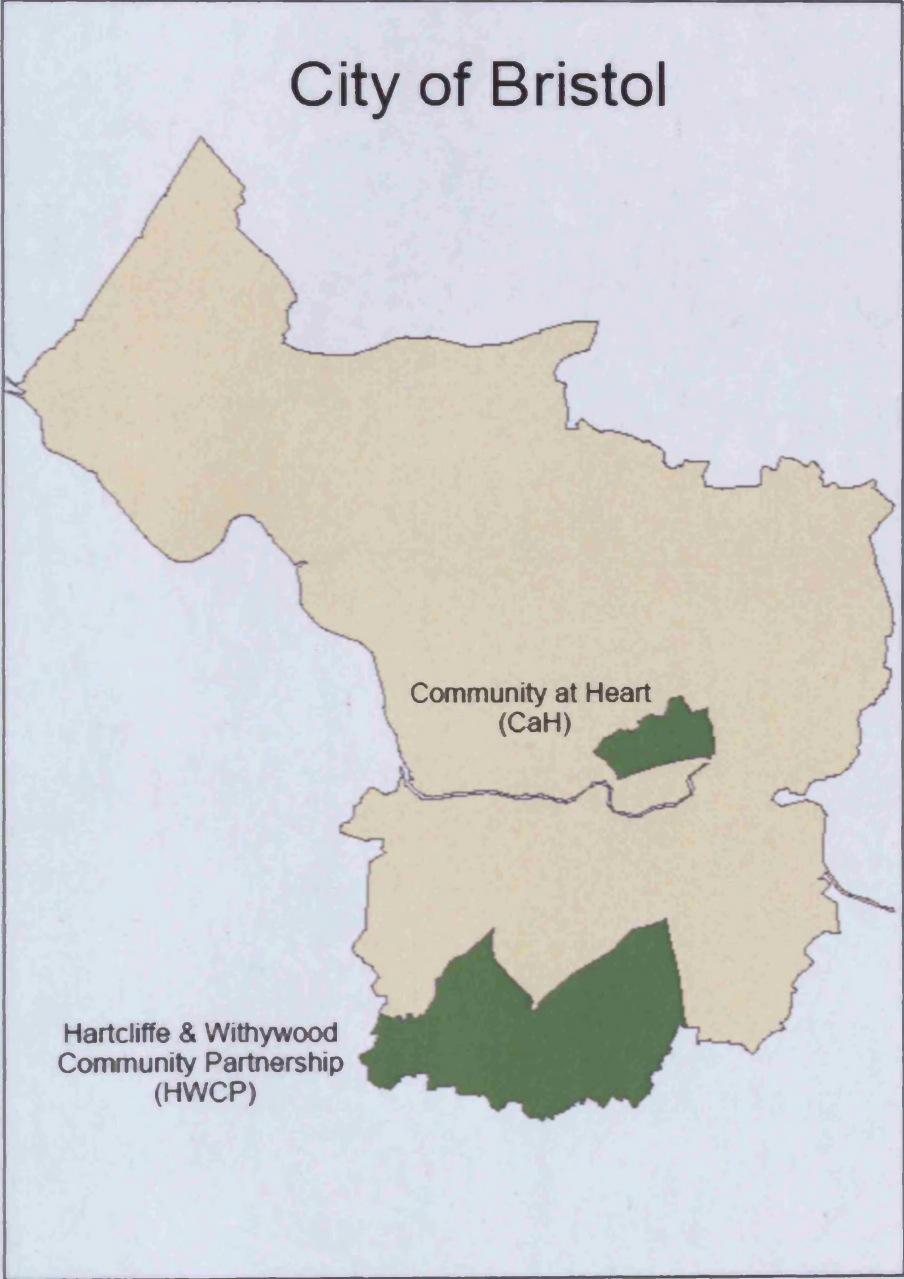 City of Bristol
Community at Heart
(CaH)
Hartcliffe & Withywood
Community Partnership
(HWCP)